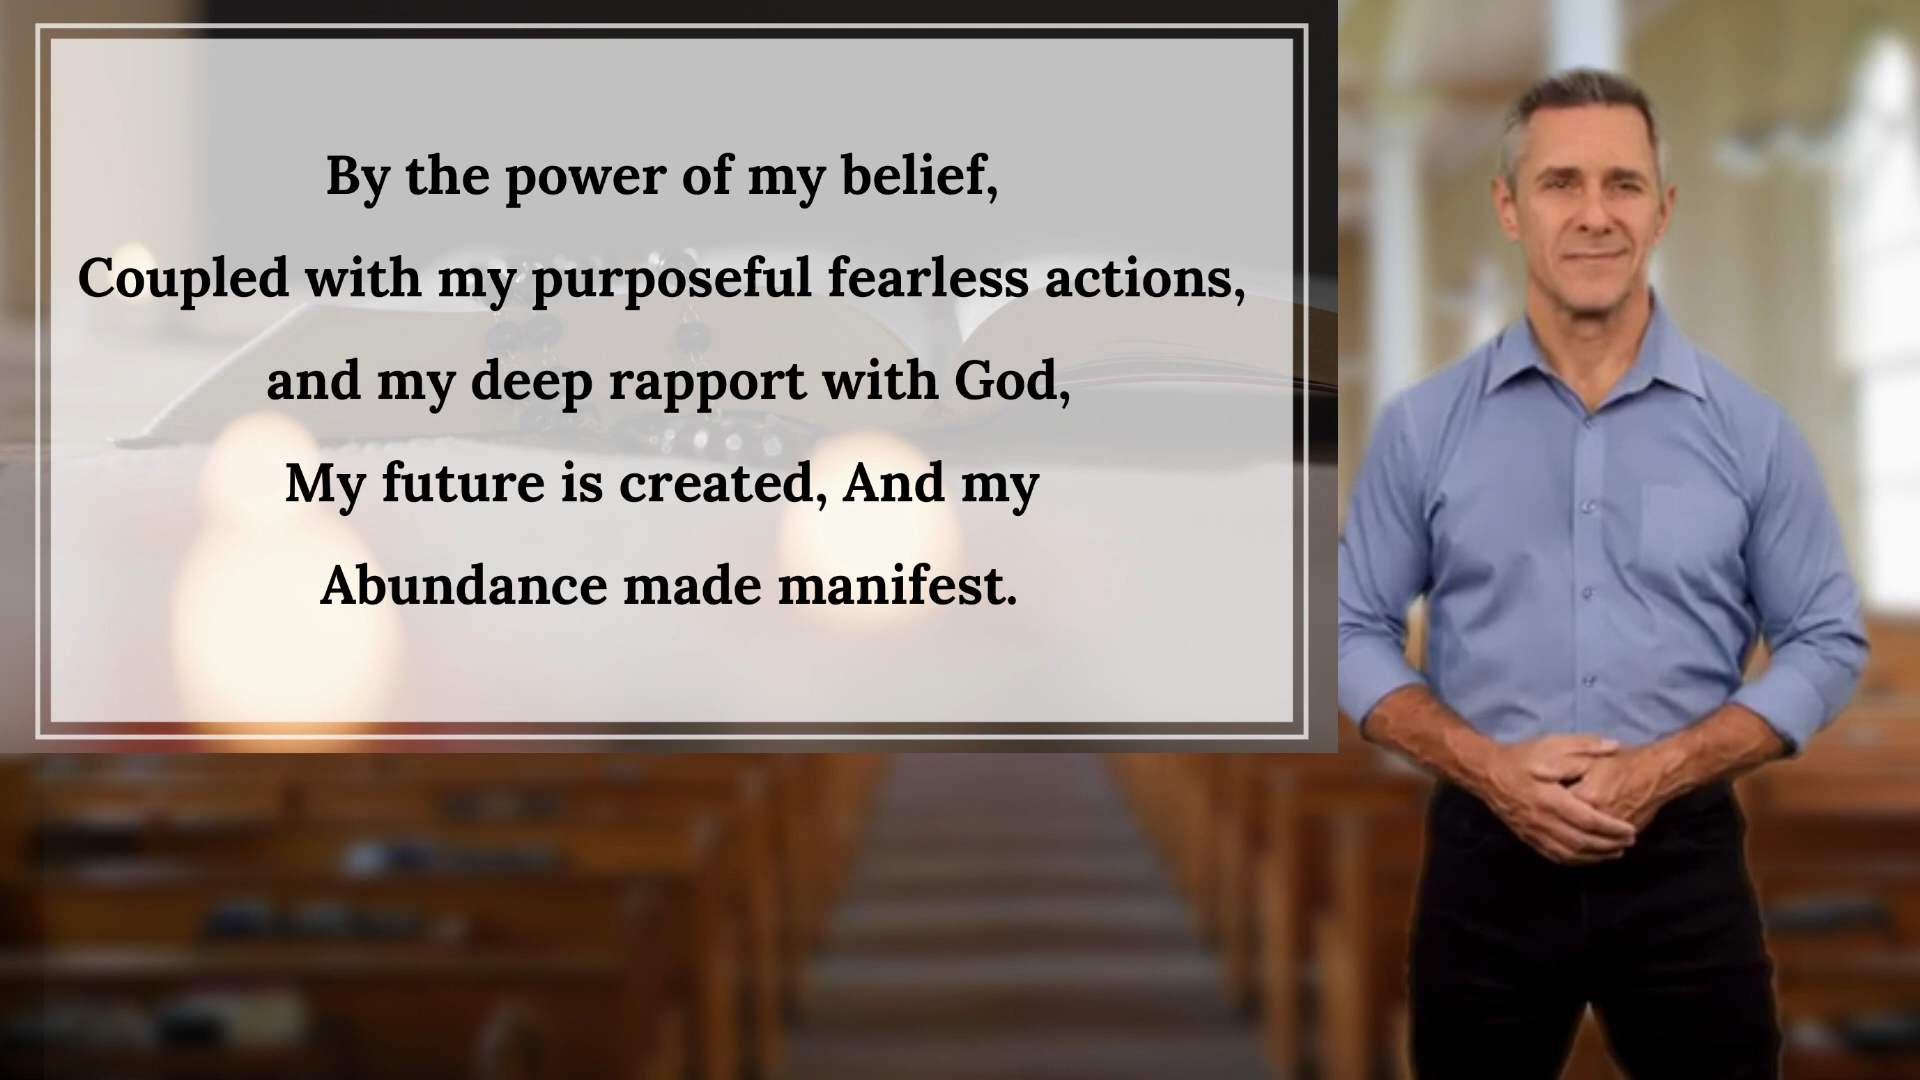 By the power of my belief,
Coupled with my purposeful fearless actions,
and my deep rapport with God,
My future is created, And my
Abundance made manifest.